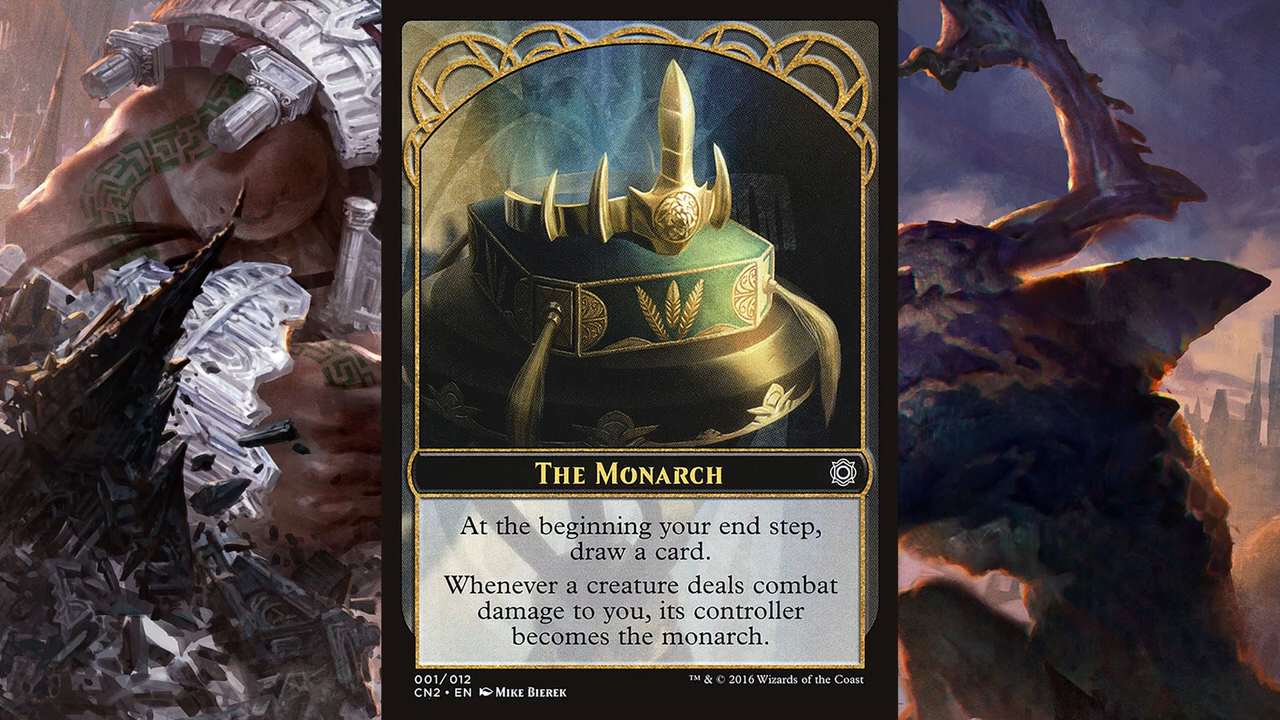 The Monarch
At the beginning your end step,
draw a card.
Whenever a creature deals combat
damage to you, its controller
becomes the monarch.
001/012
™ & © 2016 Wizards of the Coast
CN2 • EN Mike Bierek